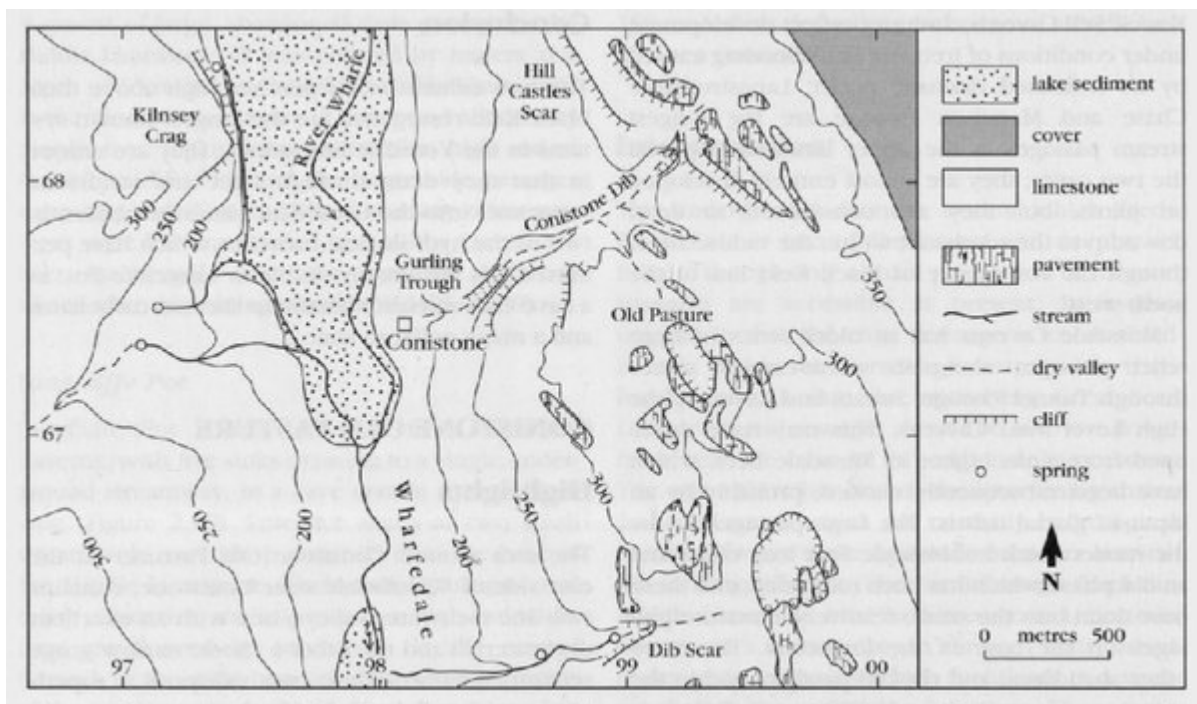 Kilnsey
Crag
River Wharfe
Hill
Castles
Scar
68
Conistone Dib
300
250
200
Gurling
Trough
Conistone
Old Pasture
350
300
67
Wharfedale
300
250
200
400
250
200
97
98
99
00
Dib Scar
lake sediment
cover
limestone
pavement
stream
dry valley
cliff
spring
N
0 metres 500